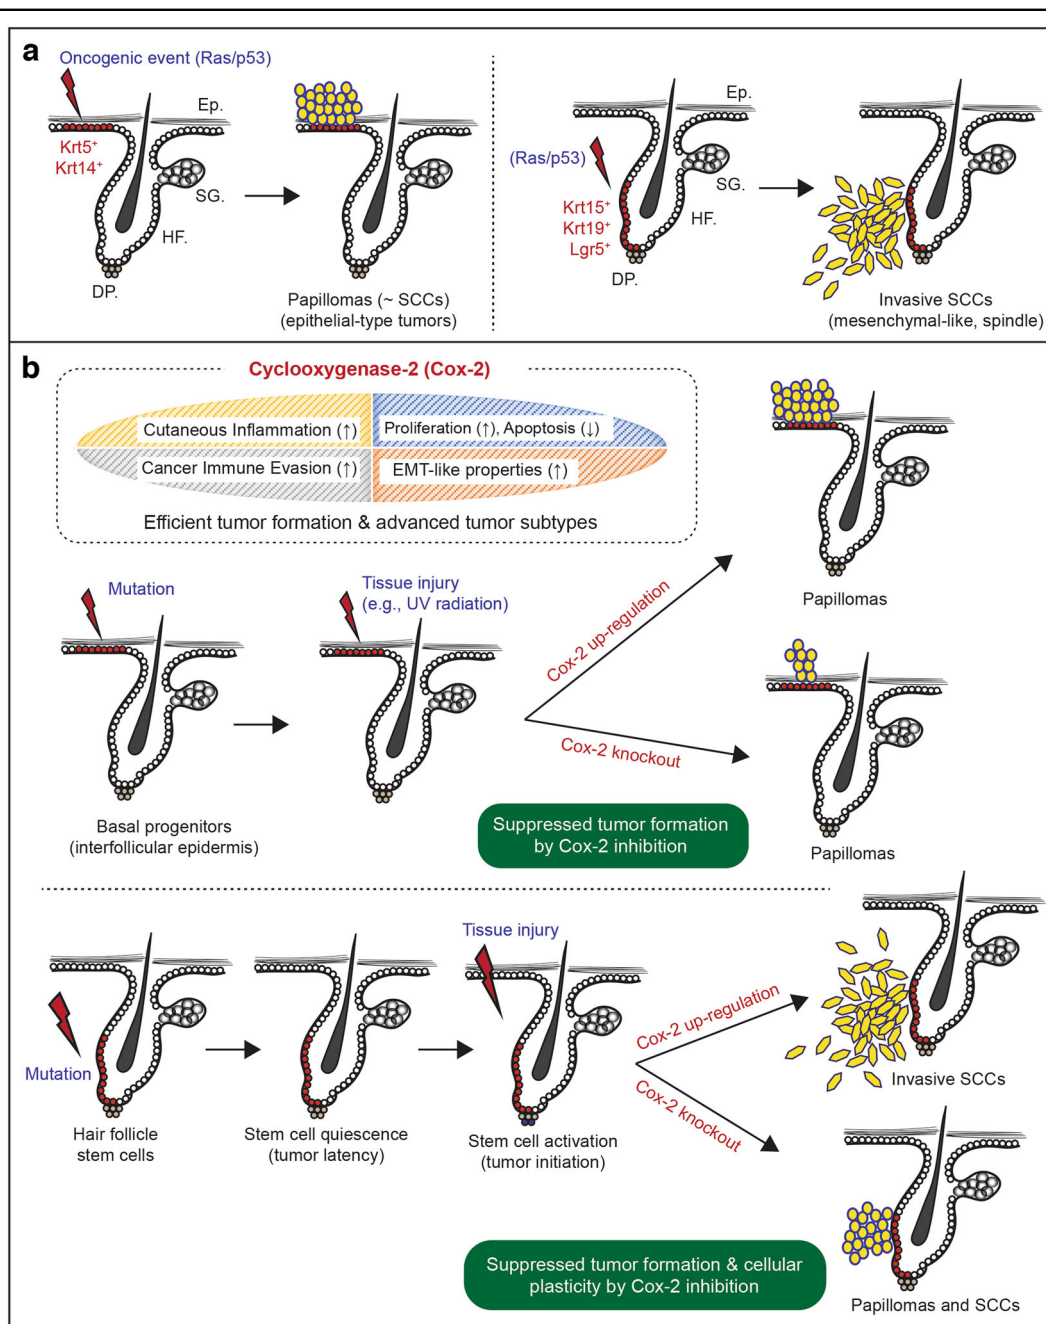 a
Oncogenic event (Ras/p53)
Ep.
Krt5+
Krt14+
SG.
HF.
DP.
Papillomas (~ SCCs)
(epithelial-type tumors)
Ep.
(Ras/p53)
SG.
Krt15+
Krt19+
Lgr5+
HF.
DP.
Invasive SCCs
(mesenchymal-like, spindle)
b
Cyclooxygenase-2 (Cox-2)
Cutaneous Inflammation (↑)
Proliferation (↑), Apoptosis (↓)
Cancer Immune Evasion (↑)
EMT-like properties (↑)
Efficient tumor formation & advanced tumor subtypes
Mutation
Tissue injury
(e.g., UV radiation)
Cox-2 up-regulation
Papillomas
Cox-2 knockout
Basal progenitors
(interfollicular epidermis)
Suppressed tumor formation
by Cox-2 inhibition
Papillomas
Tissue injury
Mutation
Cox-2 up-regulation
Invasive SCCs
Cox-2 knockout
Hair follicle
stem cells
Stem cell quiescence
(tumor latency)
Stem cell activation
(tumor initiation)
Suppressed tumor formation & cellular
plasticity by Cox-2 inhibition
Papillomas and SCCs